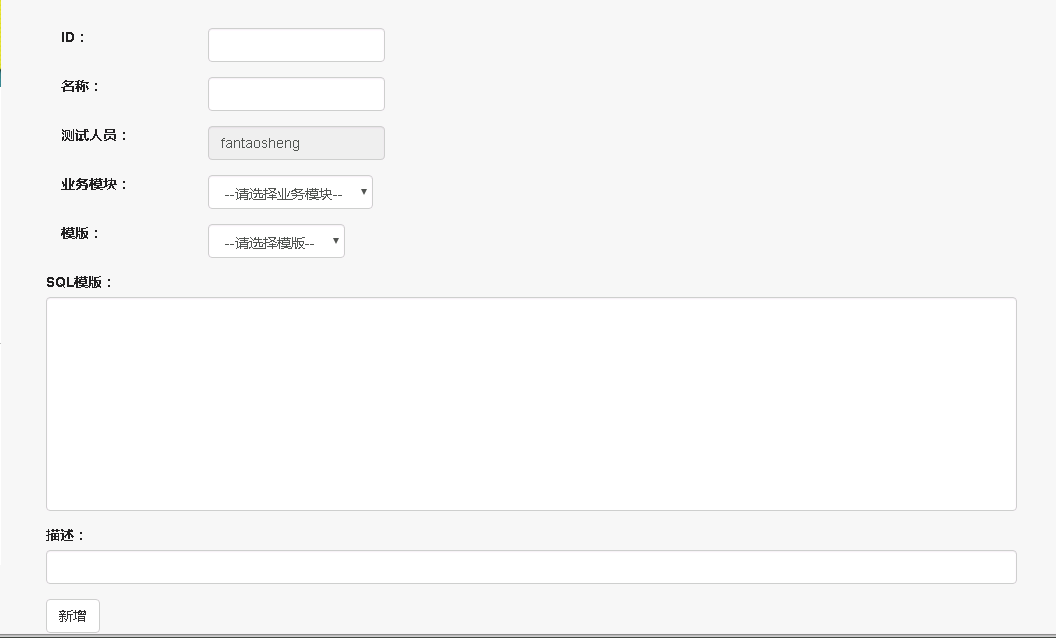 ID：
名称：
测试人员：
fantaosheng
业务模块：
--请选择业务模块--
模版：
--请选择模版--
SQL模版：
描述：
新增